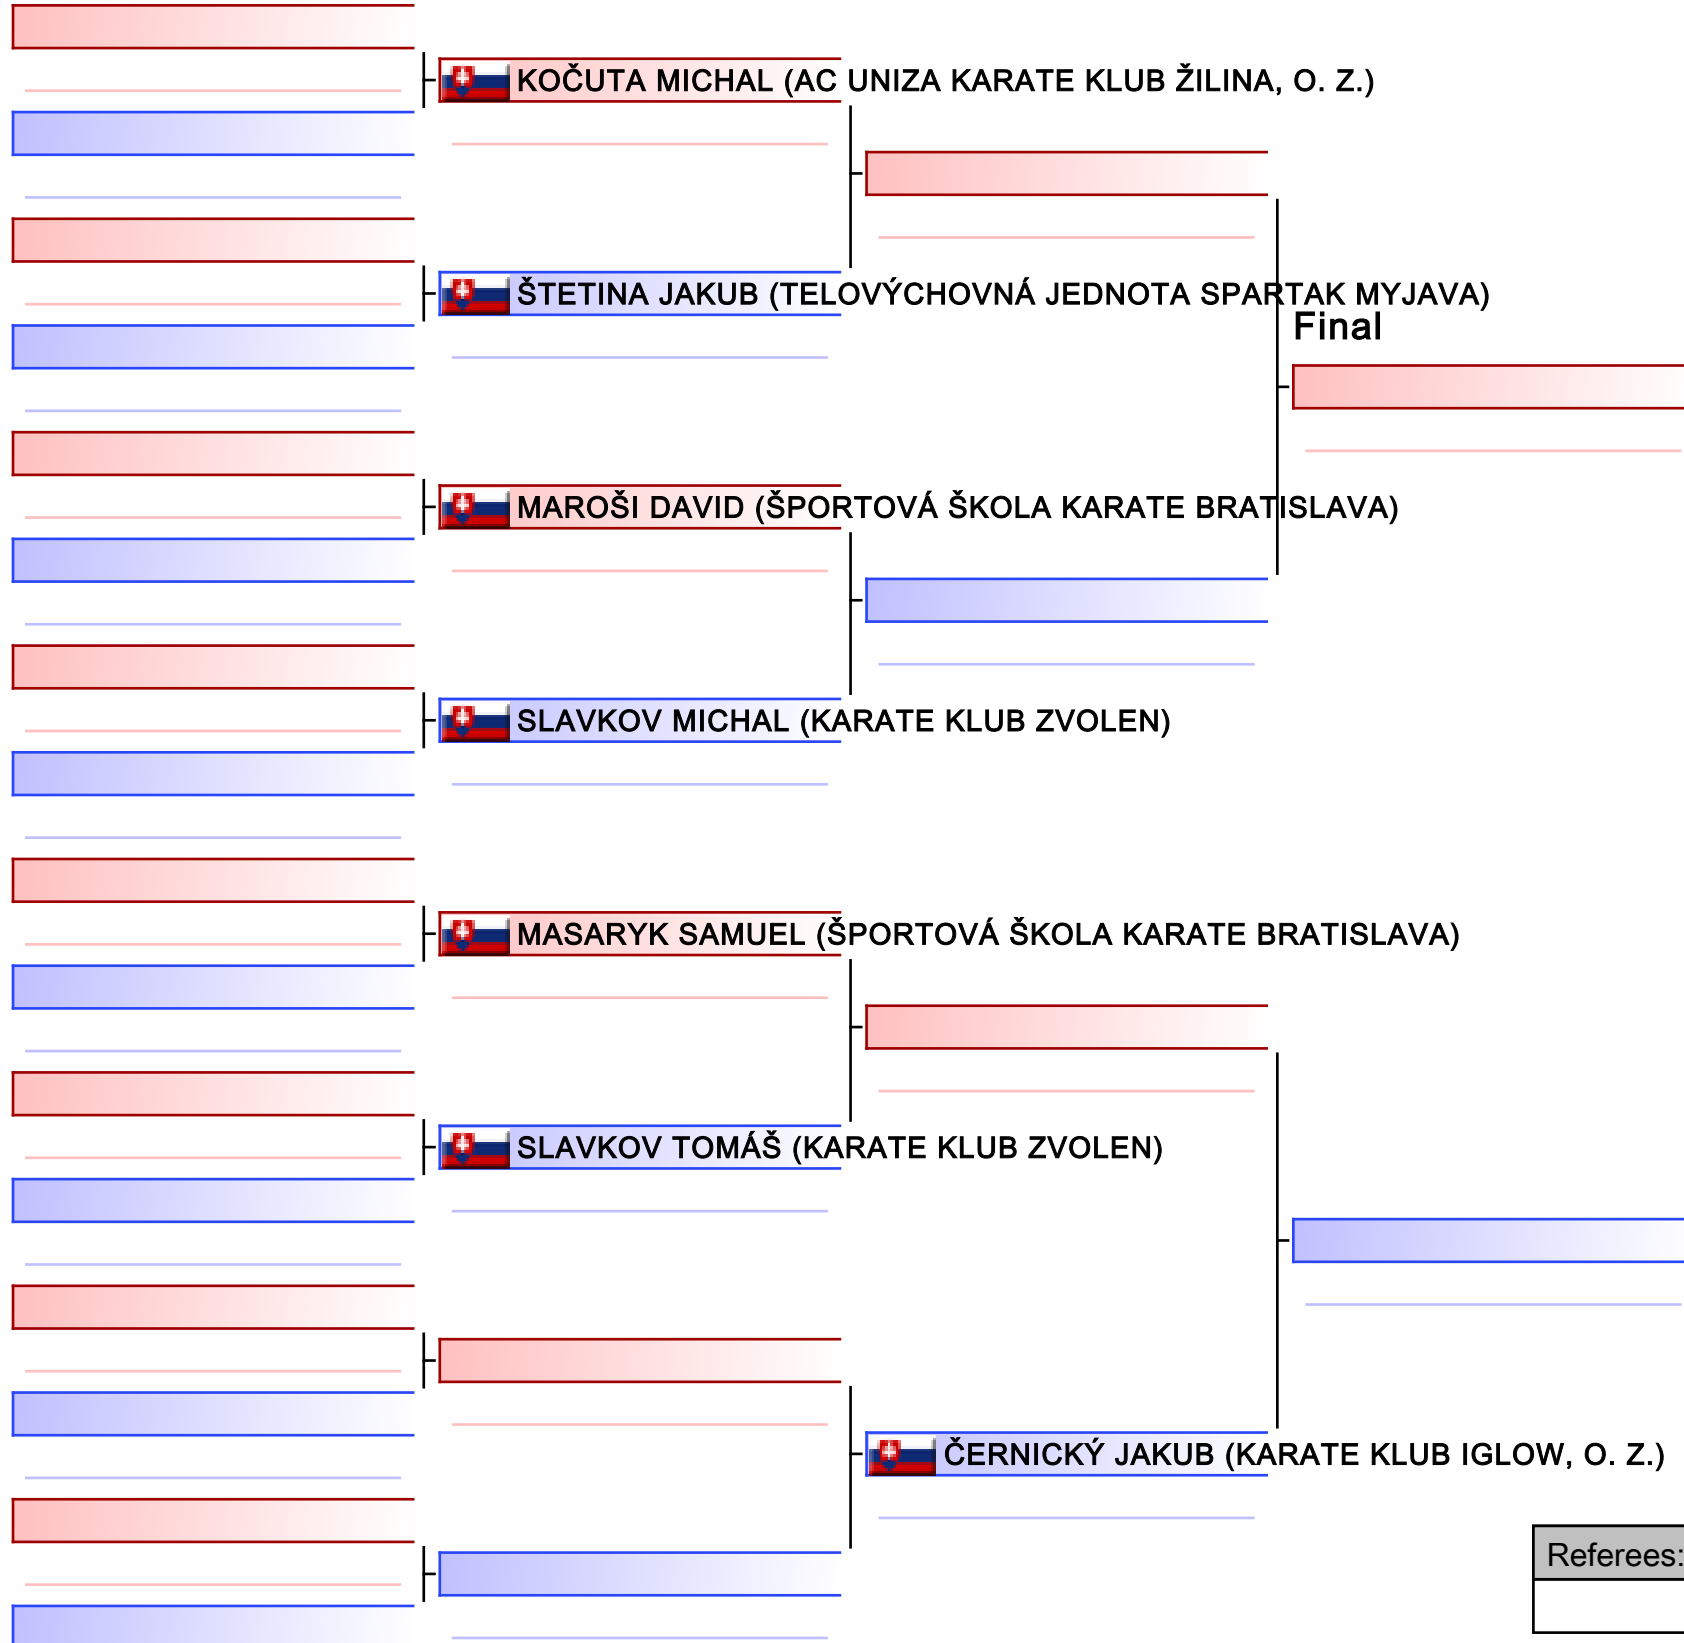 KOČUTA MICHAL (AC UNIZA KARATE KLUB ŽILINA, O. Z.)
ŠTETINA JAKUB (TELOVÝCHOVNÁ JEDNOTA SPARTAK MYJAVA)
Final
MAROŠI DAVID (ŠPORTOVÁ ŠKOLA KARATE BRATISLAVA)
SLAVKOV MICHAL (KARATE KLUB ZVOLEN)
MASARYK SAMUEL (ŠPORTOVÁ ŠKOLA KARATE BRATISLAVA)
SLAVKOV TOMÁŠ (KARATE KLUB ZVOLEN)
ČERNICKÝ JAKUB (KARATE KLUB IGLOW, O. Z.)
Referees: